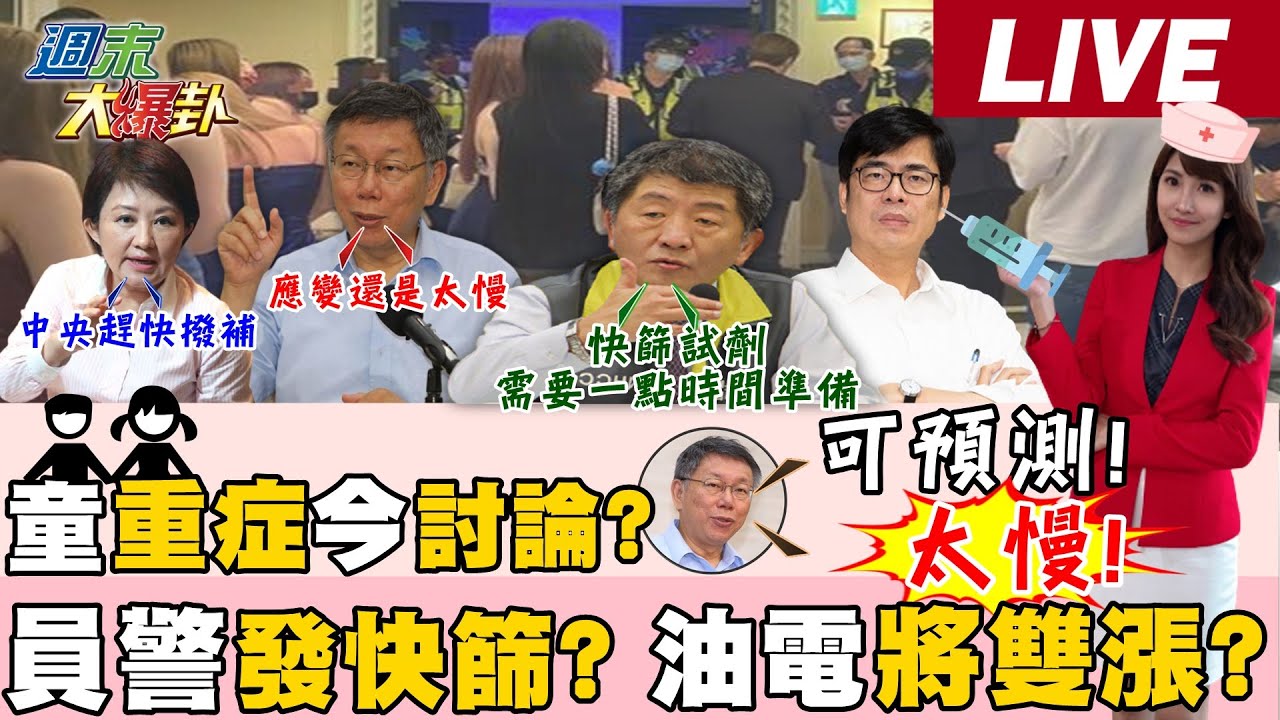 週末
大爆卦
LIVE
中央趕快撥補
應變還是太慢
快篩試劑
需要一點時間準備
童重症今討論?
可預測!
太慢!
員警發快篩? 油電將雙漲?